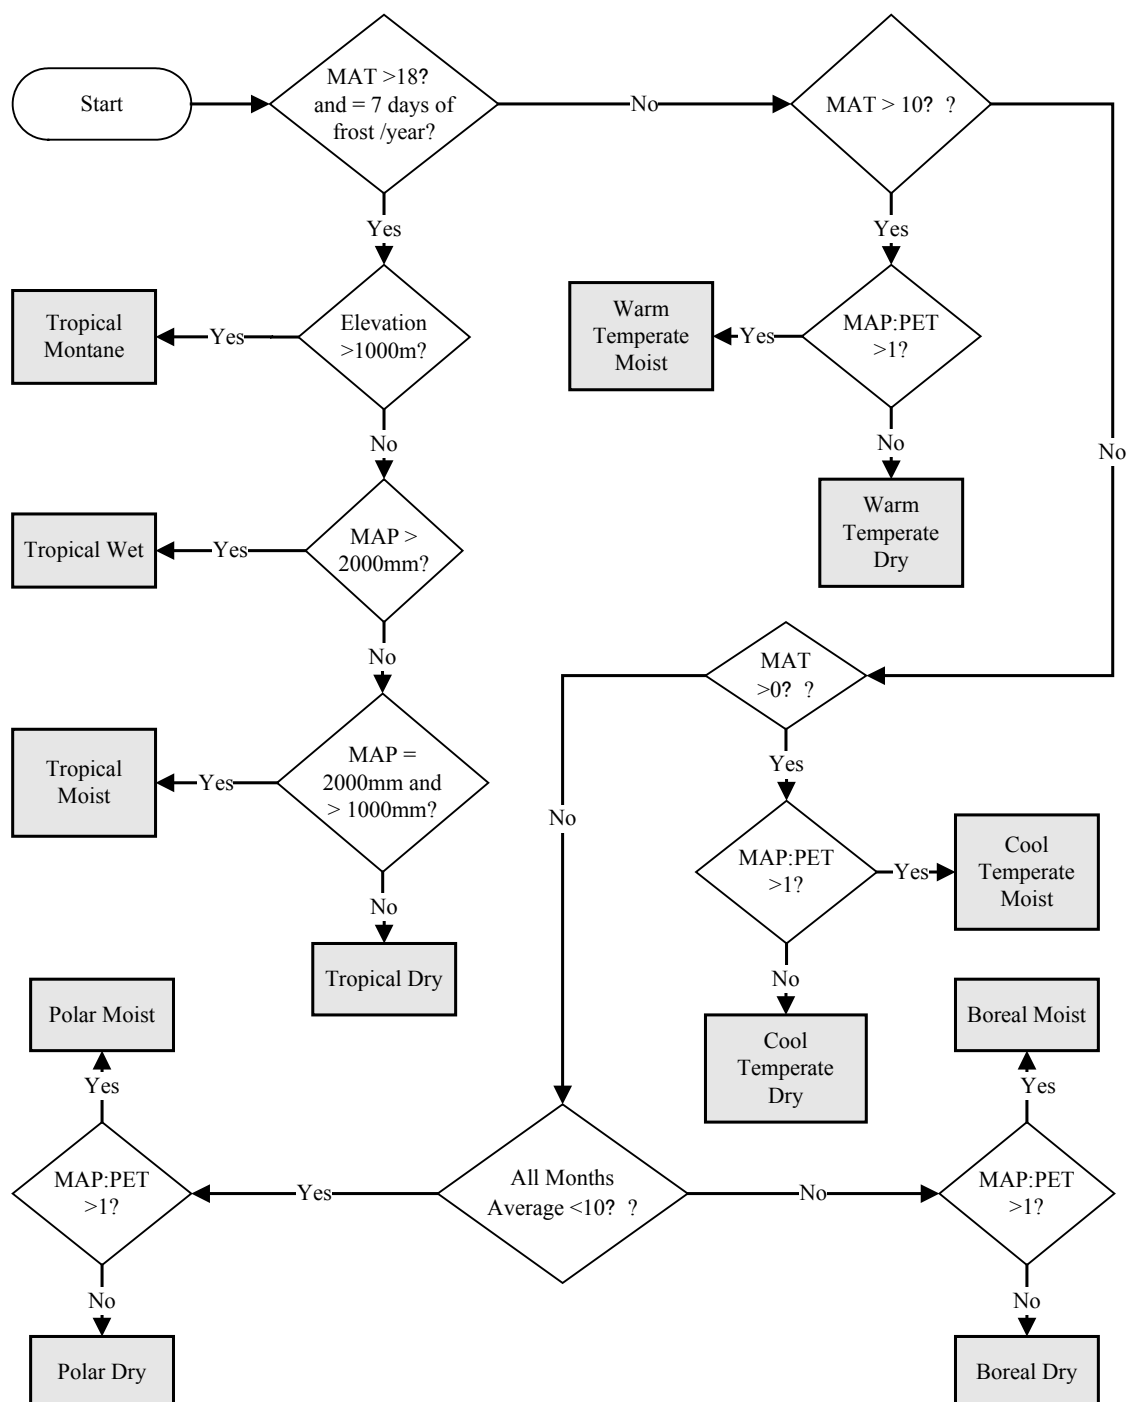 Start
MAT >18?
and = 7 days of
frost /year?
No
MAT > 10? ?
Yes
Yes
Tropical
Montane
Yes
Elevation
>1000m?
Warm
Temperate
Moist
Yes
MAP:PET
>1?
No
No
No
Warm
Temperate
Dry
Tropical Wet
Yes
MAP >
2000mm?
No
MAT
>0? ?
Yes
Tropical
Moist
Yes
MAP =
2000mm and
> 1000mm?
No
No
MAP:PET
>1?
Yes
Cool
Temperate
Moist
No
Tropical Dry
Cool
Temperate
Dry
Polar Moist
Yes
Boreal Moist
Yes
MAP:PET
>1?
Yes
All Months
Average <10? ?
No
MAP:PET
>1?
No
No
Polar Dry
Boreal Dry